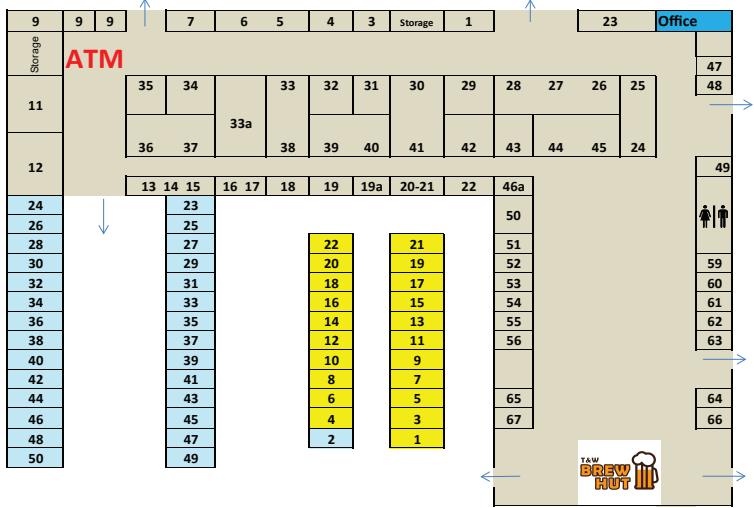 9 9 9 7 6 5 4 3 Storage 1 23 Office
Storage
ATM
47
35 34 33 32 31 30 29 28 27 26 25 48
11
33a
36 37 38 39 40 41 42 43 44 45 24
12 49
13 14 15 16 17 18 19 19a 20-21 22 46a
24 23
50
26 25
28 27 22 21 51
30 29 20 19 52 59
32 31 18 17 53 60
34 33 16 15 54 61
36 35 14 13 55 62
38 37 12 11 56 63
40 39 10 9
42 41 8 7
44 43 6 5 65 64
46 45 4 3 67 66
48 47 2 1
50 49
T&W
BREW
HUT